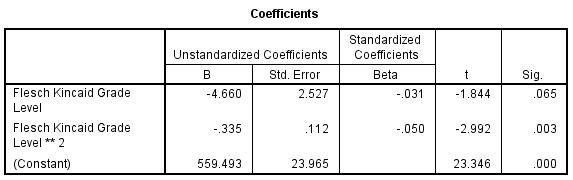 Coefficients
Unstandardized Coefficients Standardized Coefficients
B Std. Error Beta t Sig.
Flesch Kincaid Grade Level -4.660 2.527 -.031 -1.844 .065
Flesch Kincaid Grade Level ** 2 -.335 .112 -.050 -2.992 .003
(Constant) 559.493 23.965 23.346 .000